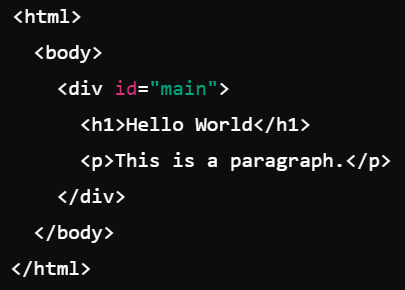 <html>
  <body>
    <div id="main">
      <h1>Hello World</h1>
      <p>This is a paragraph.</p>
    </div>
  </body>
</html>